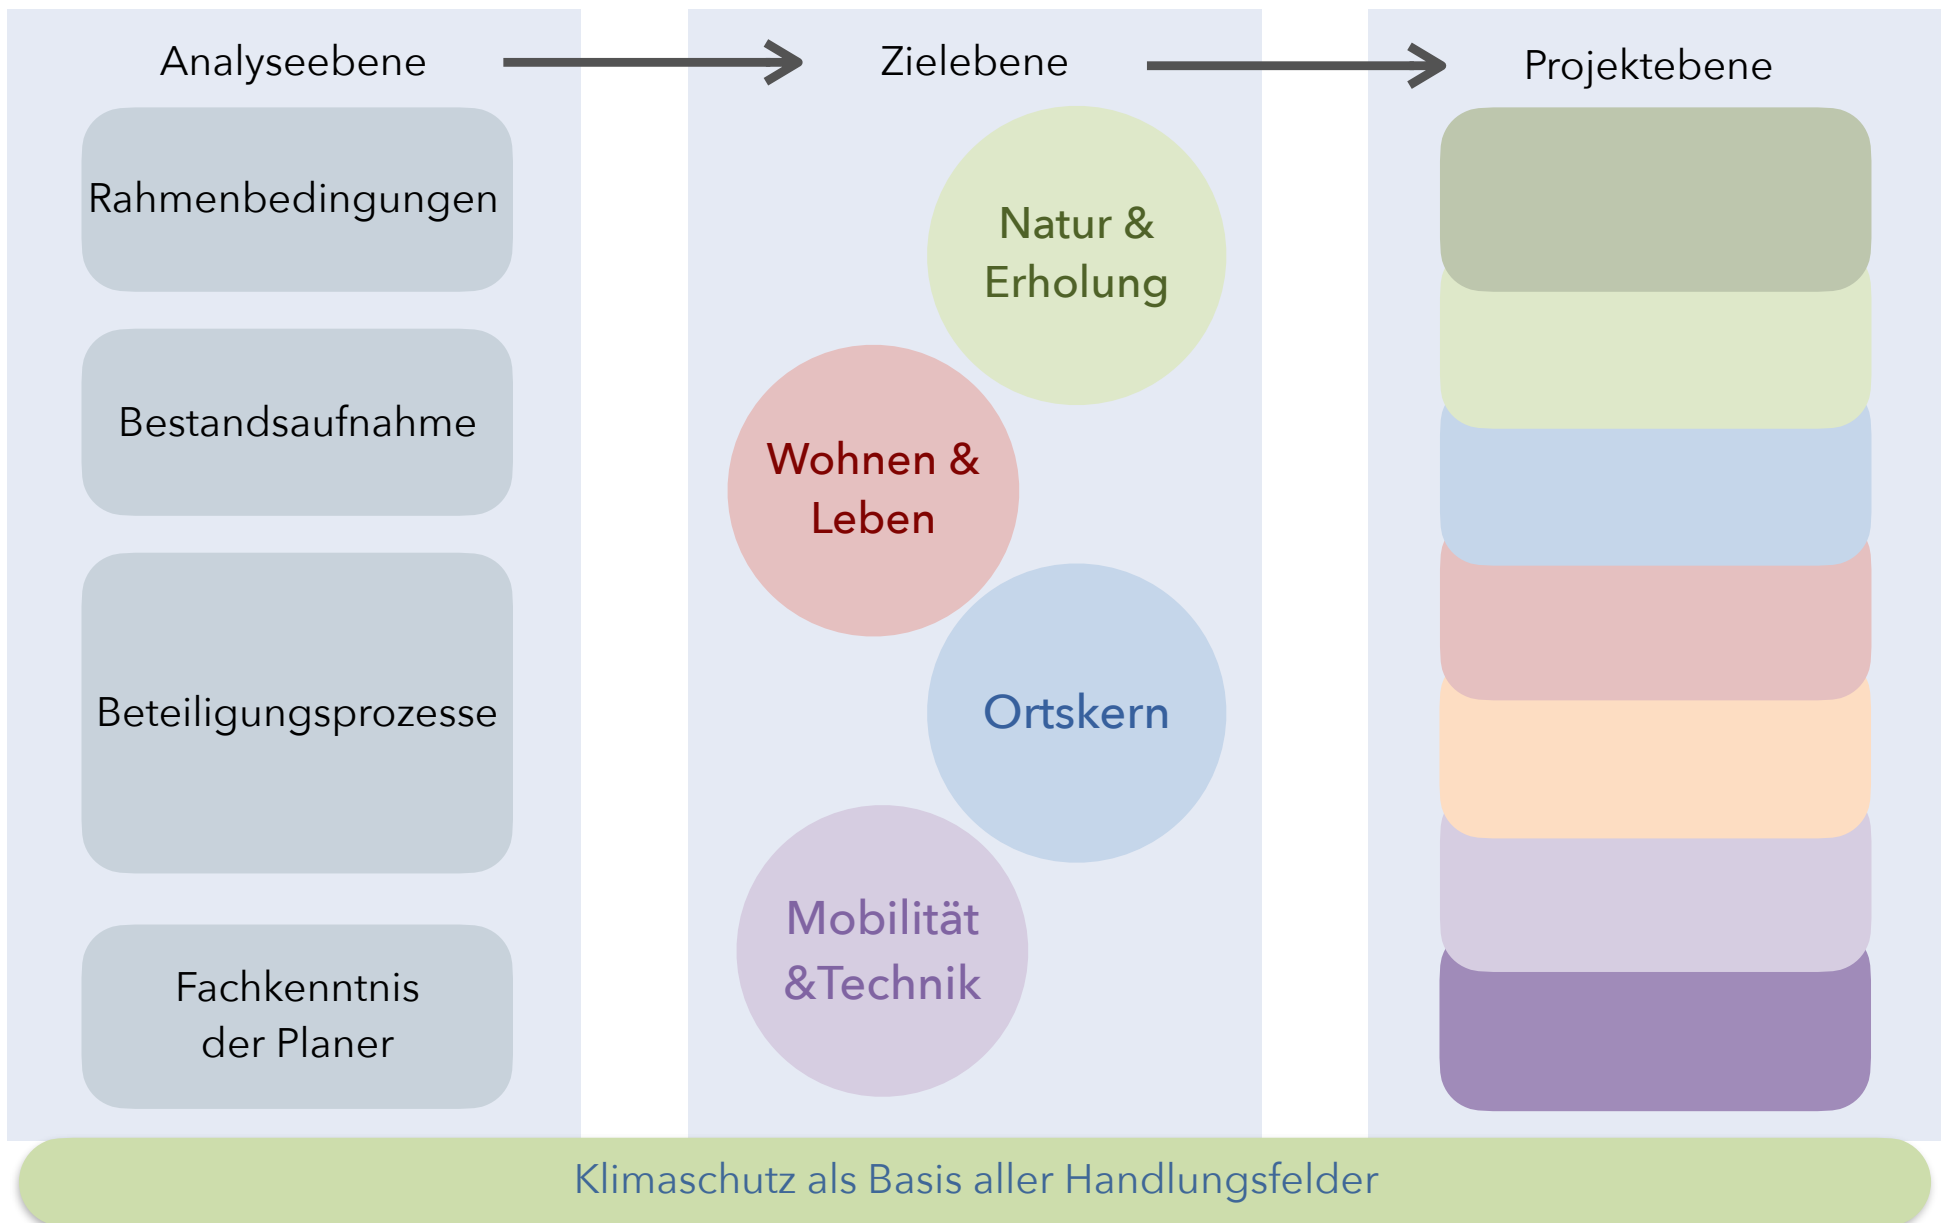 Analyseebene
Zielebene
Projektebene
Rahmenbedingungen
Bestandsaufnahme
Beteiligungsprozesse
Fachkenntnis
der Planer
Natur &
Erholung
Wohnen &
Leben
Ortskern
Mobilität
&Technik
Klimaschutz als Basis aller Handlungsfelder